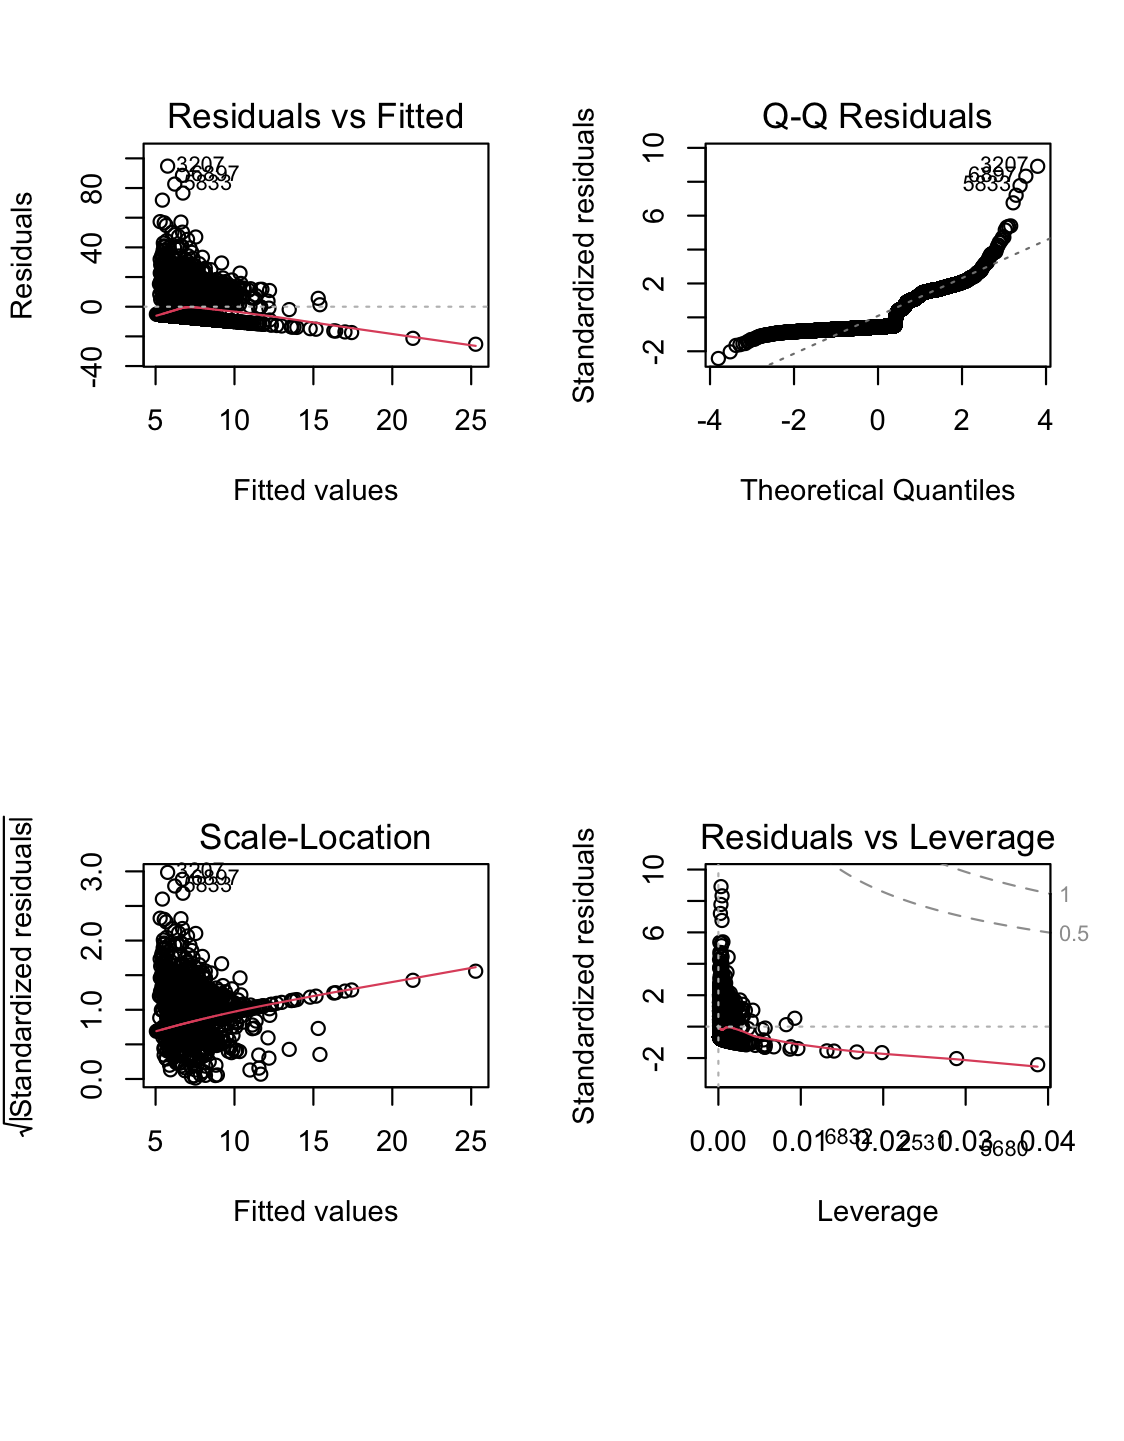 Residuals vs Fitted
Residuals
80
40
0
-40
3207
6897
5833
5 10 15 20 25
Fitted values
Q-Q Residuals
Standardized residuals
10
6
2
-2
3207
6897
5833
-4 -2 0 2 4
Theoretical Quantiles
Scale-Location
√|Standardized residuals|
3.0
2.0
1.0
0.0
3207
6897
5833
5 10 15 20 25
Fitted values
Residuals vs Leverage
Standardized residuals
10
6
2
-2
1
0.5
0.00 0.01 0.02 0.03 0.04
6832 2531 5680
Leverage